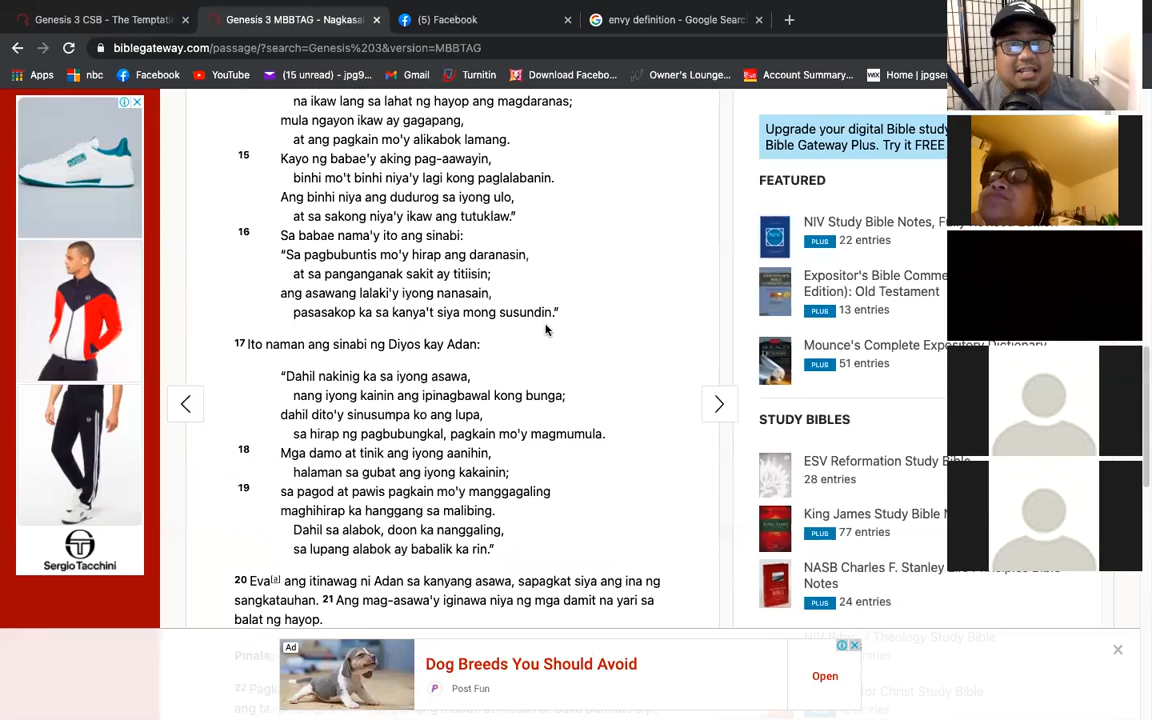 Genesis 3 CSB - The Temptati
Genesis 3 MBBTAG - Nagkasal
(5) Facebook
envy definition - Google Searc
biblegateway.com/passage/?search=Genesis%203&version=MBBTAG
Apps
nbc
Facebook
YouTube
(15 unread) - jpg9...
Gmail
Turnitin
Download Facebo...
Owner's Lounge...
Account Summary...
Home | jpgser
na ikaw lang sa lahat ng hayop ang magdaranas;
mula ngayon ikaw ay gagapang,
at ang pagkain mo'y alikabok lamang.
15 Kayo ng babae'y aking pag-aawayin,
binhi mo't binhi niya'y lagi kong paglalabanin.
Ang binhi niya ang dudurog sa iyong ulo,
at sa sakong niya'y ikaw ang tutuklaw.”
16 Sa babae nama'y ito ang sinabi:
“Sa pagbubuntis mo'y hirap ang daranasin,
at sa panganganak sakit ay titiisin;
ang asawang lalaki'y iyong nanasain,
pasasakop ka sa kanya't siya mong susundin.”
17 Ito naman ang sinabi ng Diyos kay Adan:
“Dahil nakinig ka sa iyong asawa,
nang iyong kainin ang ipinagbawal kong bunga;
dahil dito'y sinusumpa ko ang lupa,
sa hirap ng pagbubungkal, pagkain mo'y magmumula.
18 Mga damo at tinik ang iyong aanihin,
halaman sa gubat ang iyong kakainin;
19 sa pagod at pawis pagkain mo'y manggagaling
maghihirap ka hanggang sa malibing.
Dahil sa alabok, doon ka nanggaling,
sa lupang alabok ay babalik ka rin.”
20 Eva[a] ang itinawag ni Adan sa kanyang asawa, sapagkat siya ang ina ng
sangkatauhan. 21 Ang mag-asawa'y iginawa niya ng mga damit na yari sa
balat ng hayop.
22
Sergio Tacchini
Ad
Dog Breeds You Should Avoid
Post Fun
Open
Upgrade your digital Bible study
Bible Gateway Plus. Try it FREE
FEATURED
NIV Study Bible Notes, Fu
PLUS 22 entries
Expositor's Bible Comme
Edition): Old Testament
PLUS 13 entries
Mounce's Complete Expository Dictionary
PLUS 51 entries
STUDY BIBLES
ESV Reformation Study Bib
28 entries
King James Study Bible N
PLUS 77 entries
NASB Charles F. Stanley Life Principles Bible
Notes
PLUS 24 entries
Theology Study Bible
for Christ Study Bible